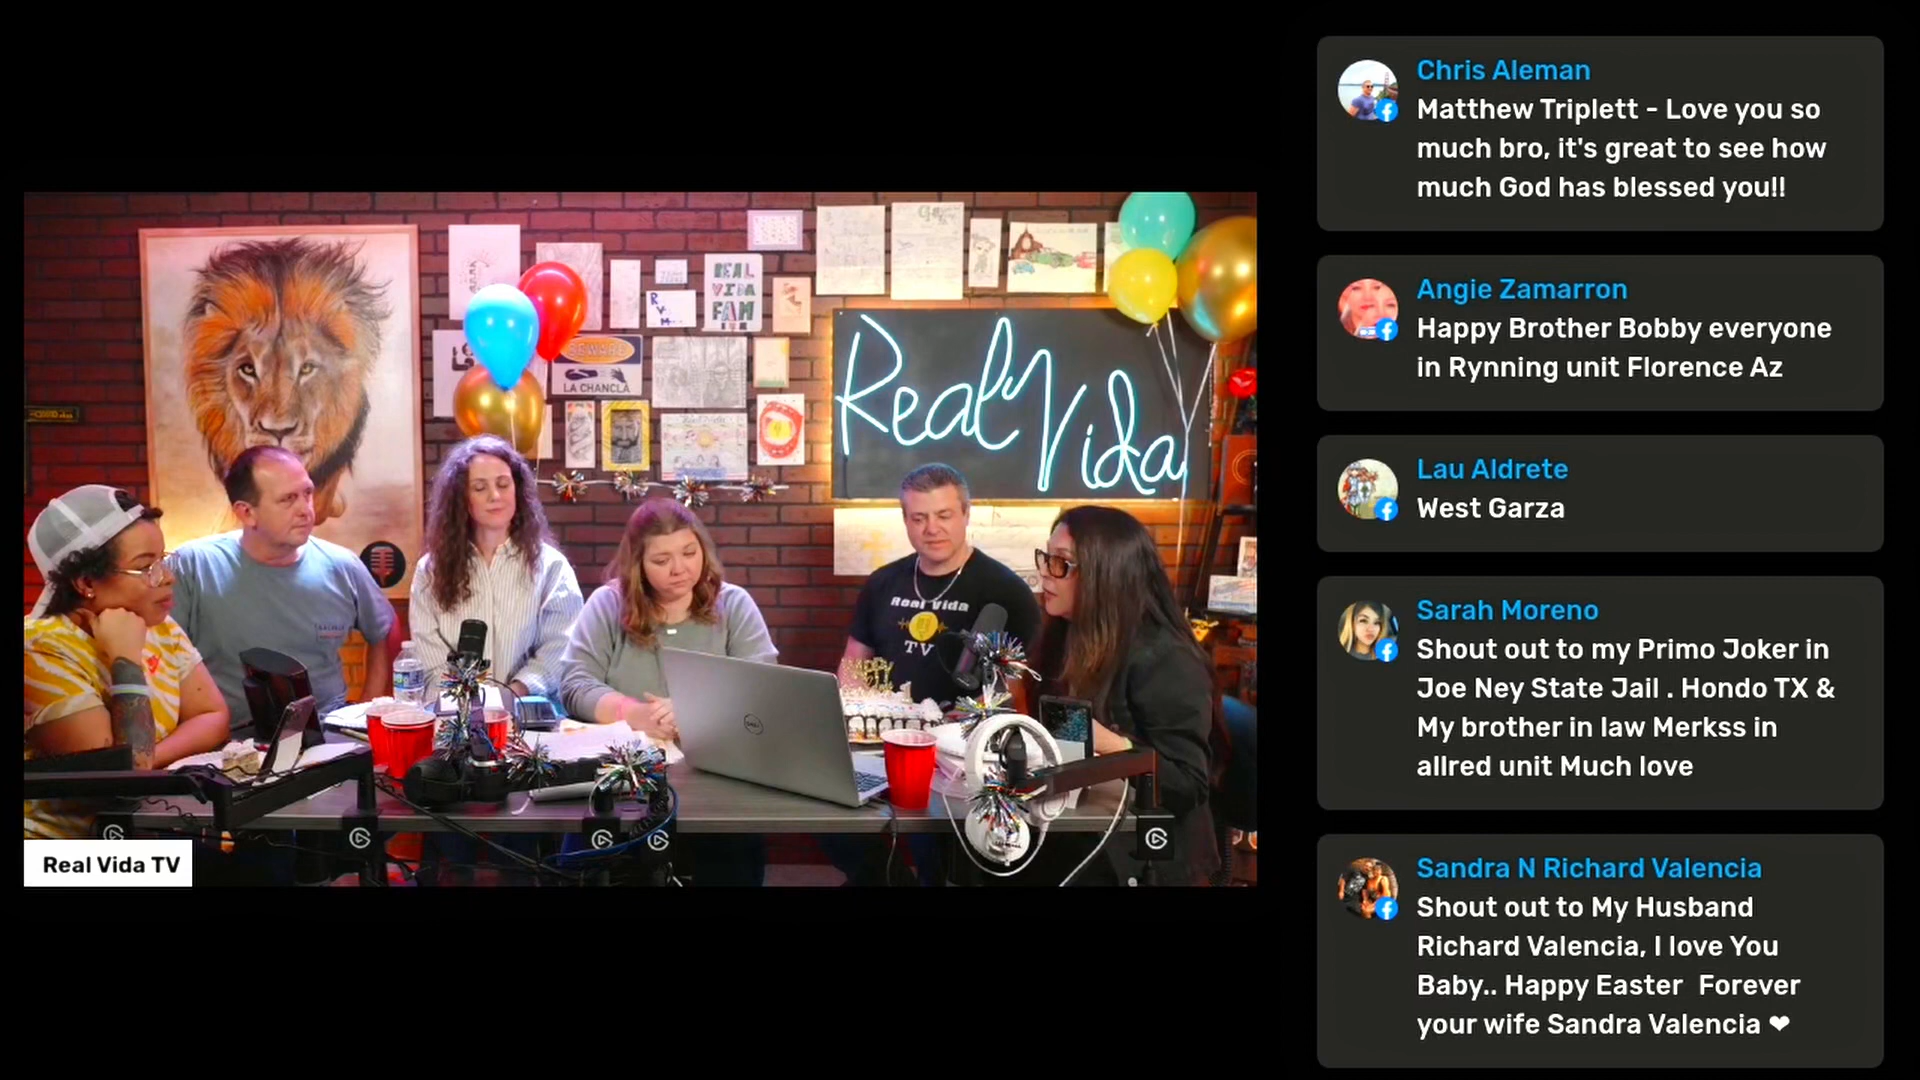 REAL
VIDA
FAM
R
V
M
BEWARE
LA CHANCLA
Real Vida
Real Vida
TV
HAPPY
DELL
Real Vida TV
Chris Aleman
Matthew Triplett - Love you so
much bro, it's great to see how
much God has blessed you!!
Angie Zamarron
Happy Brother Bobby everyone
in Rynning unit Florence Az
Lau Aldrete
West Garza
Sarah Moreno
Shout out to my Primo Joker in
Joe Ney State Jail . Hondo TX &
My brother in law Merkss in
allred unit Much love
Sandra N Richard Valencia
Shout out to My Husband
Richard Valencia, I love You
Baby.. Happy Easter Forever
your wife Sandra Valencia ❤